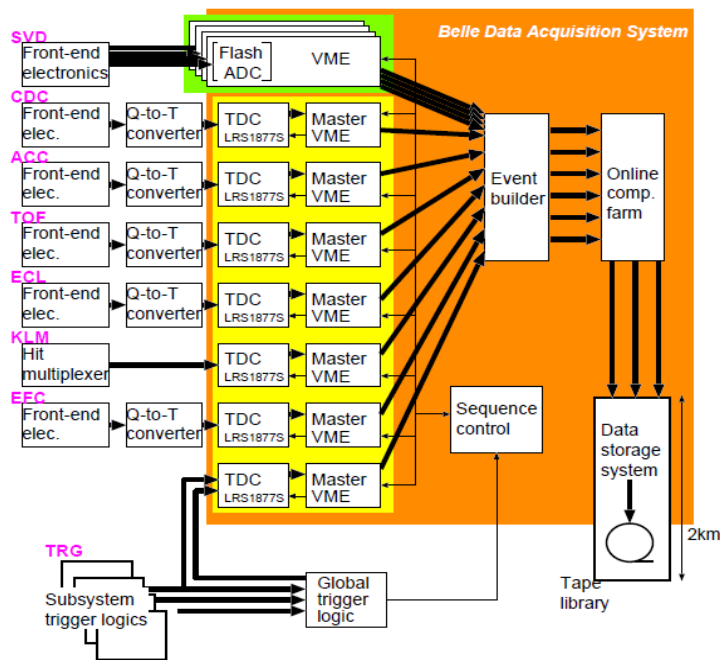 Belle Data Acquisition System
SVD
Front-end
electronics
Flash
ADC
VME
CDC
Front-end
elec.
Q-to-T
converter
TDC
LRS1877S
Master
VME
ACC
Front-end
elec.
Q-to-T
converter
TDC
LRS1877S
Master
VME
Event
builder
Online
comp.
farm
TOF
Front-end
elec.
Q-to-T
converter
TDC
LRS1877S
Master
VME
ECL
Front-end
elec.
Q-to-T
converter
TDC
LRS1877S
Master
VME
KLM
Hit
multiplexer
TDC
LRS1877S
Master
VME
EFC
Front-end
elec.
Q-to-T
converter
TDC
LRS1877S
Master
VME
Sequence
control
Data
storage
system
TDC
LRS1877S
Master
VME
2km
TRG
Subsystem
trigger logics
Global
trigger
logic
Tape
library